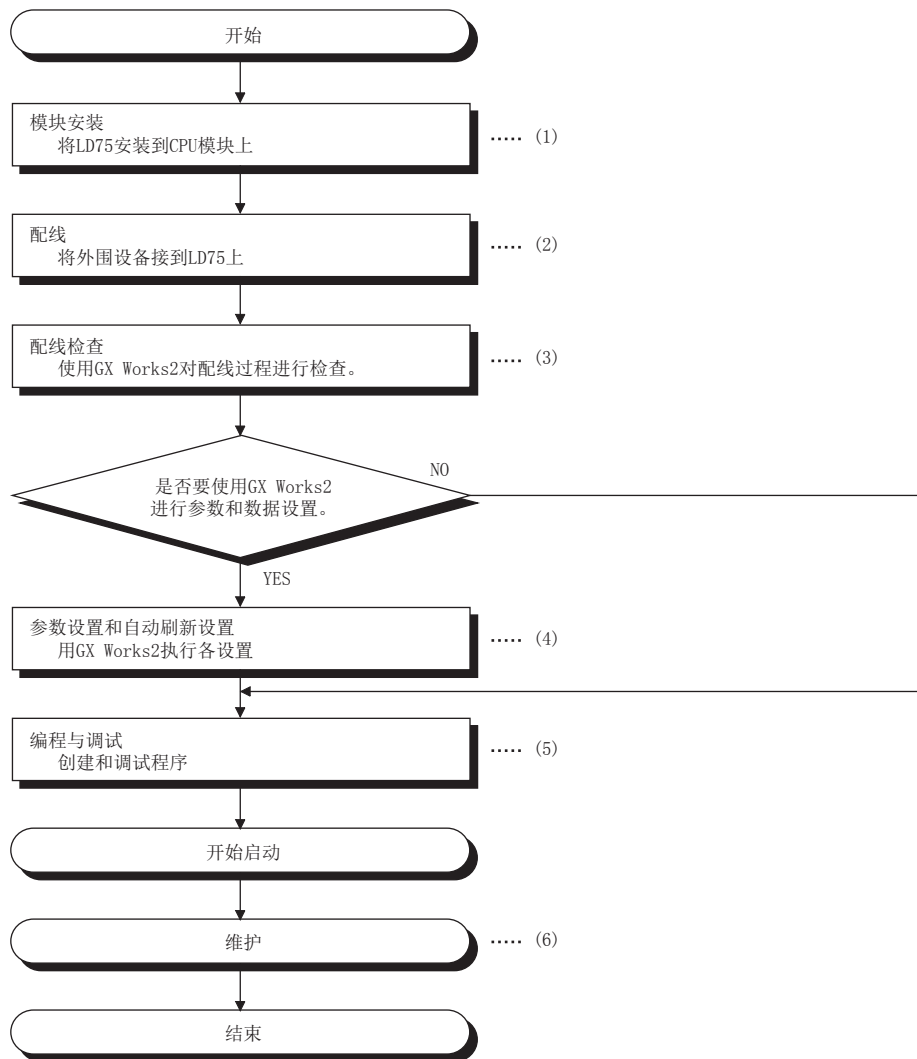 开始
模块安装
将LD75安装到CPU模块上
..... (1)
配线
将外围设备接到LD75上
..... (2)
配线检查
使用GX Works2对配线过程进行检查。
..... (3)
是否要使用GX Works2
进行参数和数据设置。
NO
YES
参数设置和自动刷新设置
用GX Works2执行各设置
..... (4)
编程与调试
创建和调试程序
..... (5)
开始启动
维护
..... (6)
结束